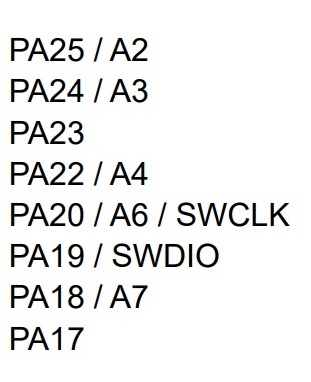 PA25 / A2
PA24 / A3
PA23
PA22 / A4
PA20 / A6 / SWCLK
PA19 / SWDIO
PA18 / A7
PA17